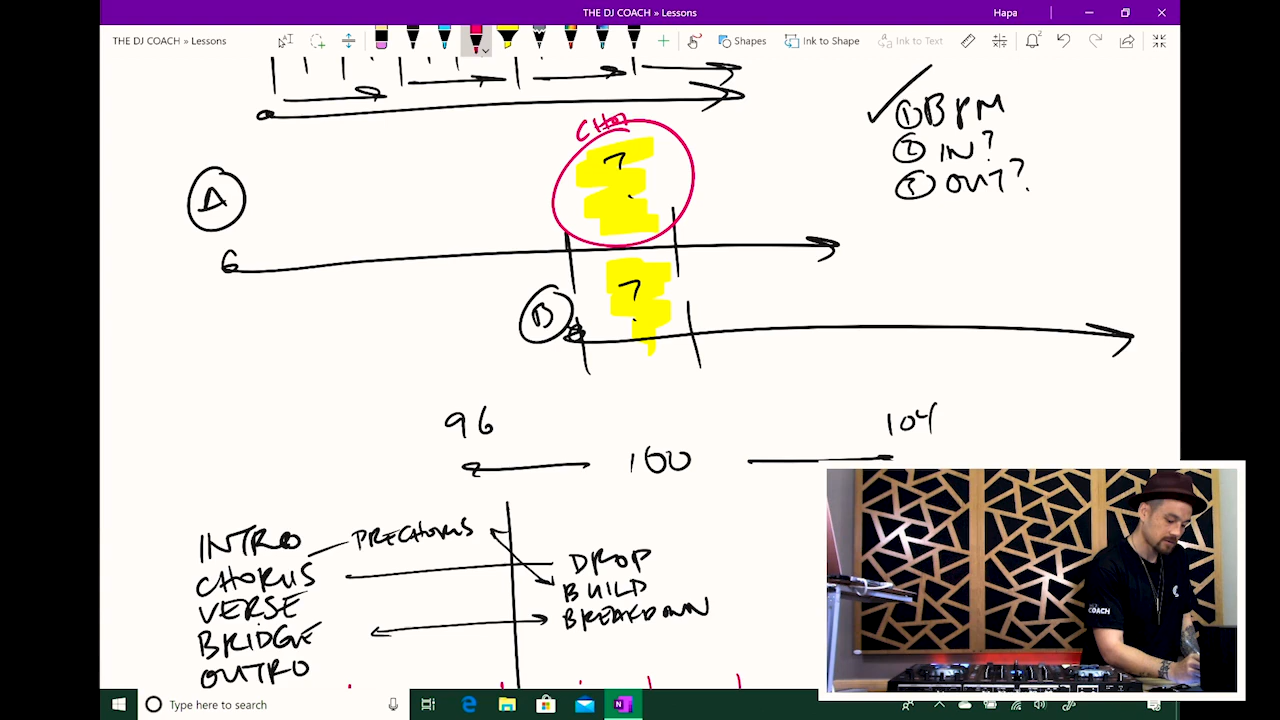 THE DJ COACH » Lessons
Hapa
THE DJ COACH » Lessons
Shapes
Ink to Shape
Ink to Text
① BPM
② IN?
③ OUT?
?
A
?
B
96
100
104
INTRO
PRECHORUS
CHORUS
DROP
VERSE
BUILD
BRIDGE
BREAKDOWN
OUTRO
COACH
Type here to search